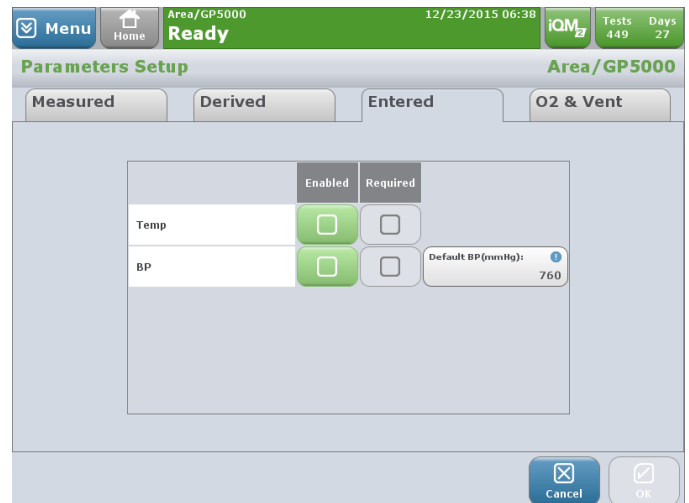 Menu
Home
Area/GP5000
Ready
12/23/2015 06:38
iQM2
Tests Days
449 27
Parameters Setup
Area/GP5000
Measured
Derived
Entered
O2 & Vent
Enabled
Required
Temp
BP
Default BP(mmHg):
760
Cancel
OK